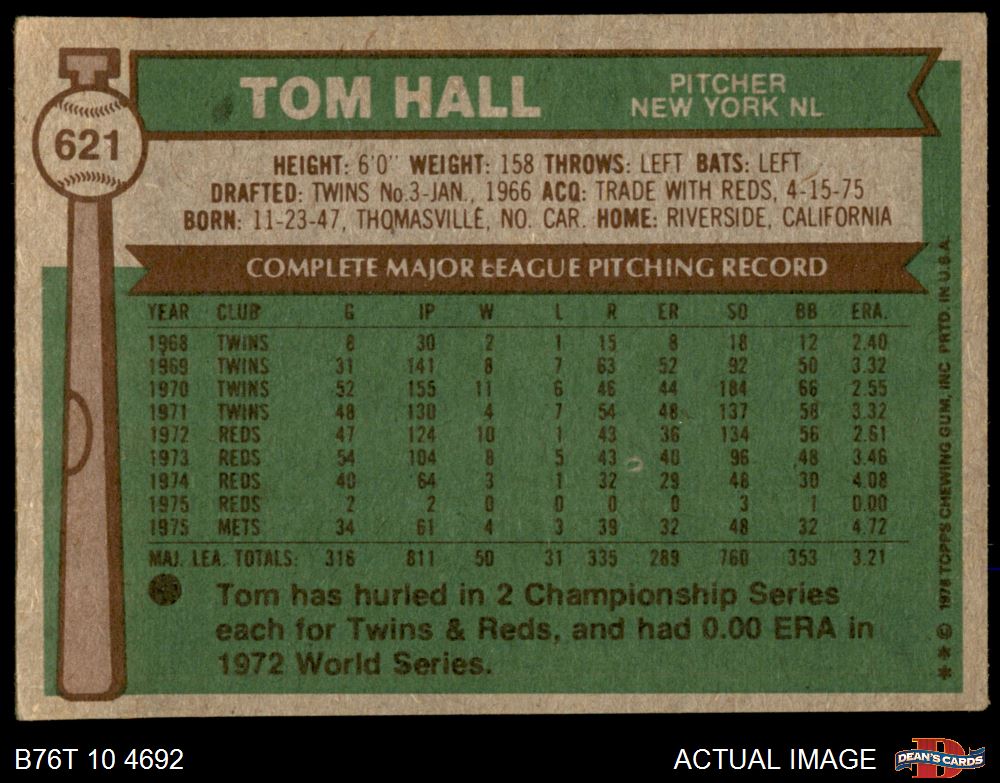 TOM HALL
PITCHER
NEW YORK NL
621
HEIGHT: 6'0" WEIGHT: 158 THROWS: LEFT BATS: LEFT
DRAFTED: TWINS No.3-JAN., 1966 ACQ: TRADE WITH REDS, 4-15-75
BORN: 11-23-47, THOMASVILLE, NO. CAR. HOME: RIVERSIDE, CALIFORNIA
COMPLETE MAJOR LEAGUE PITCHING RECORD
YEAR CLUB G IP W L R ER SO BB ERA.
1968 TWINS 8 30 2 1 15 8 18 12 2.40
1969 TWINS 31 141 8 7 63 52 92 50 3.32
1970 TWINS 52 155 11 6 46 44 184 66 2.55
1971 TWINS 48 130 4 7 54 48 137 58 3.32
1972 REDS 47 124 10 1 43 36 134 56 2.61
1973 REDS 54 104 8 5 43 40 96 48 3.46
1974 REDS 40 64 3 1 32 29 48 30 4.08
1975 REDS 2 2 0 0 0 0 3 1 0.00
1975 METS 34 61 4 3 39 32 48 32 4.72
MAJ. LEA. TOTALS: 316 811 50 31 335 289 760 353 3.21
Tom has hurled in 2 Championship Series
each for Twins & Reds, and had 0.00 ERA in
1972 World Series.
** © 1976 TOPPS CHEWING GUM, INC PRTD. IN U.S.A.
B76T 10 4692
ACTUAL IMAGE
DEAN'S CARDS